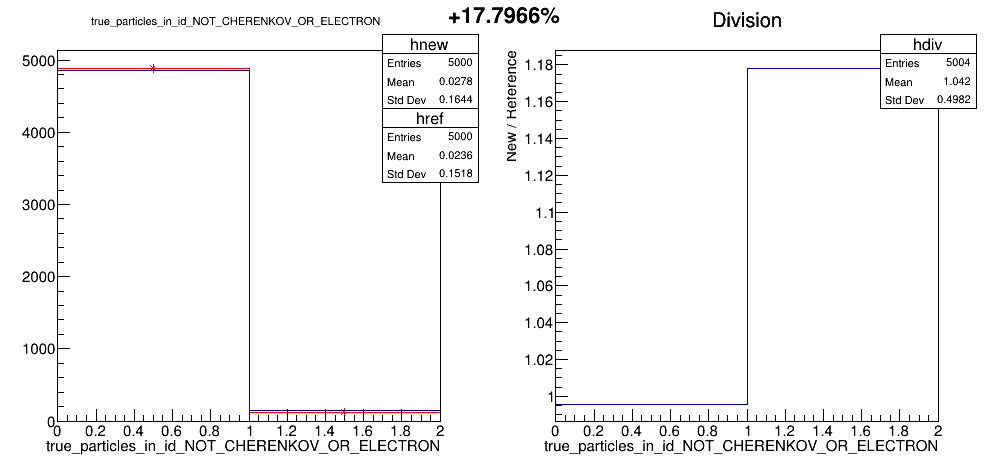 true_particles_in_id_NOT_CHERENKOV_OR_ELECTRON
+17.7966%
Division
hnew
Entries 5000
Mean 0.0278
Std Dev 0.1644
href
Entries 5000
Mean 0.0236
Std Dev 0.1518
5000
4000
3000
2000
1000
0
0 0.2 0.4 0.6 0.8 1 1.2 1.4 1.6 1.8 2
true_particles_in_id_NOT_CHERENKOV_OR_ELECTRON
hdiv
Entries 5004
Mean 1.042
Std Dev 0.4982
New / Reference
1.18
1.16
1.14
1.12
1.1
1.08
1.06
1.04
1.02
1
0 0.2 0.4 0.6 0.8 1 1.2 1.4 1.6 1.8 2
true_particles_in_id_NOT_CHERENKOV_OR_ELECTRON